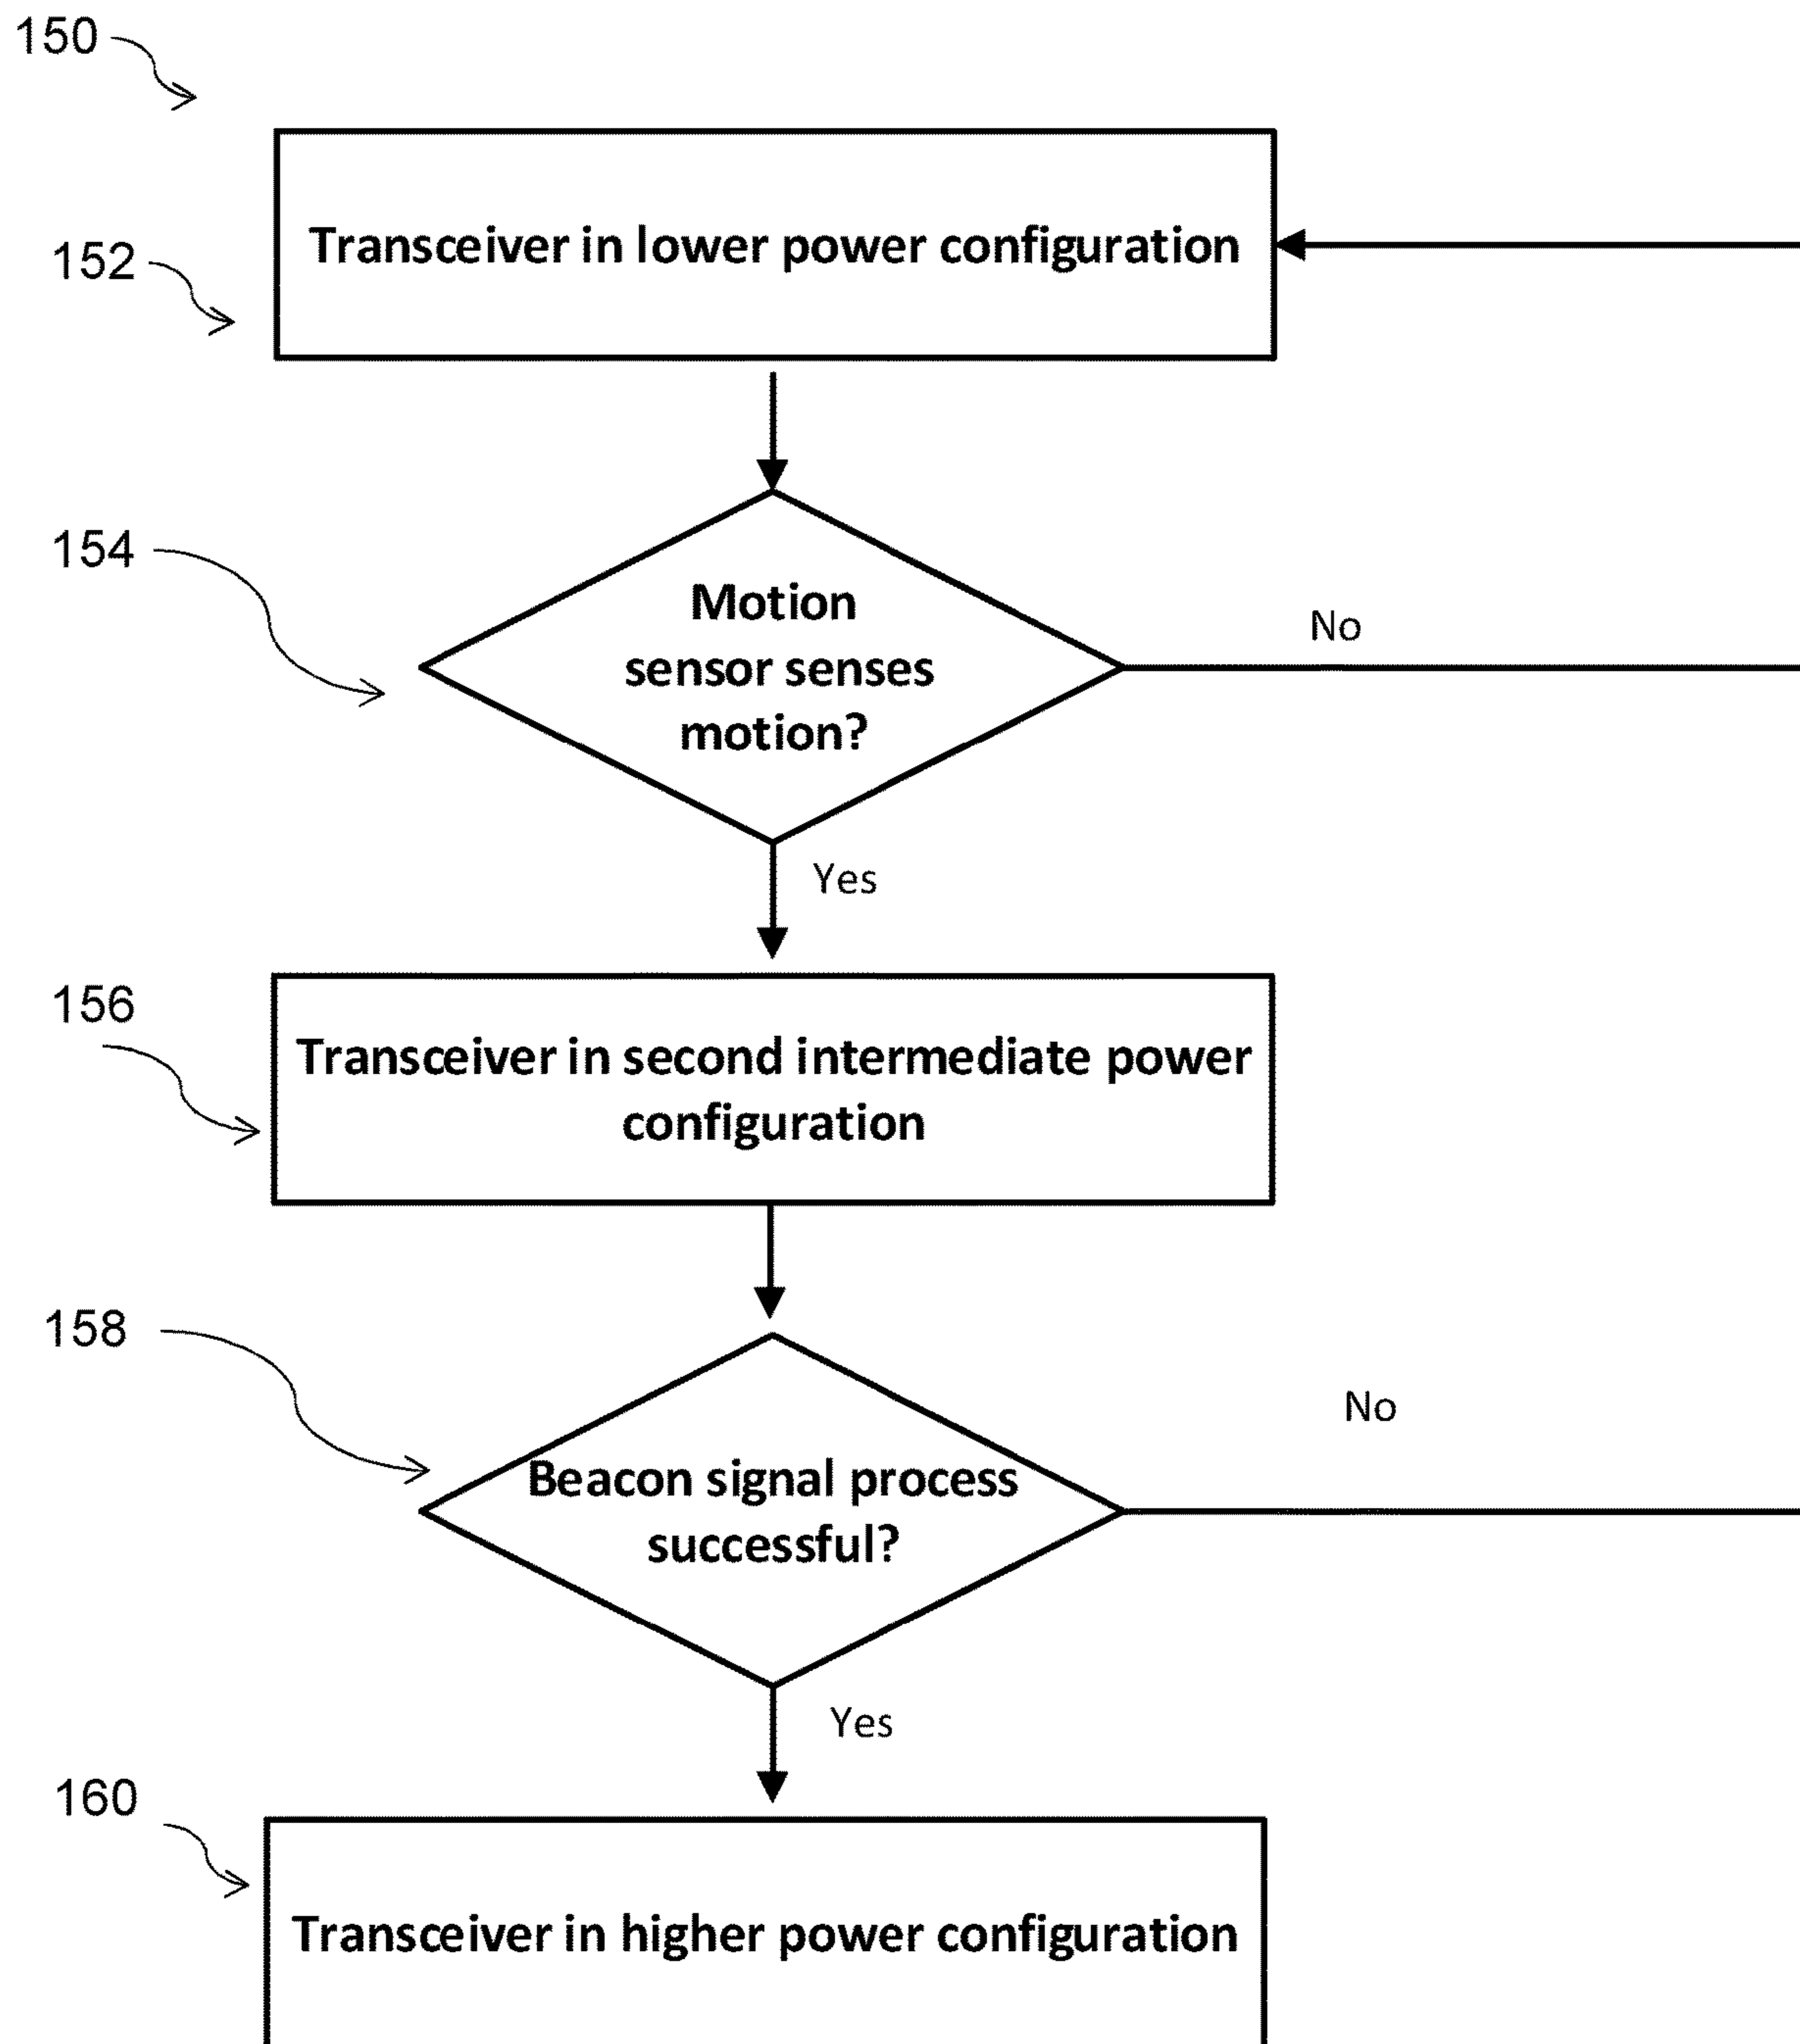 150
Transceiver in lower power configuration
152
154
Motion
sensor senses
motion?
No
Yes
156
Transceiver in second intermediate power
configuration
158
No
Beacon signal process
successful?
Yes
160
Transceiver in higher power configuration